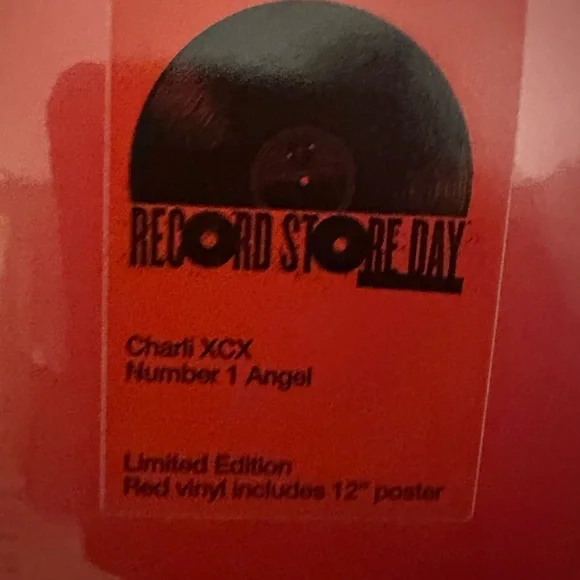 RECORD STORE DAY
Charli XCX
Number 1 Angel
Limited Edition
Red vinyl includes 12" poster